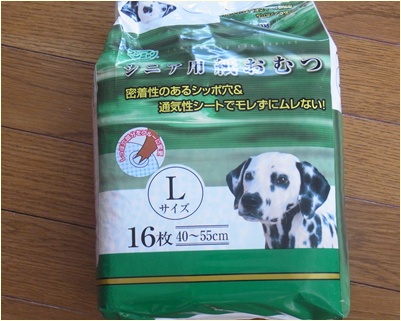 シニア用紙おむつ
密着性のあるシッポ穴&
通気性シートでモレずにムレない!
L
サイズ
16枚 40~55cm